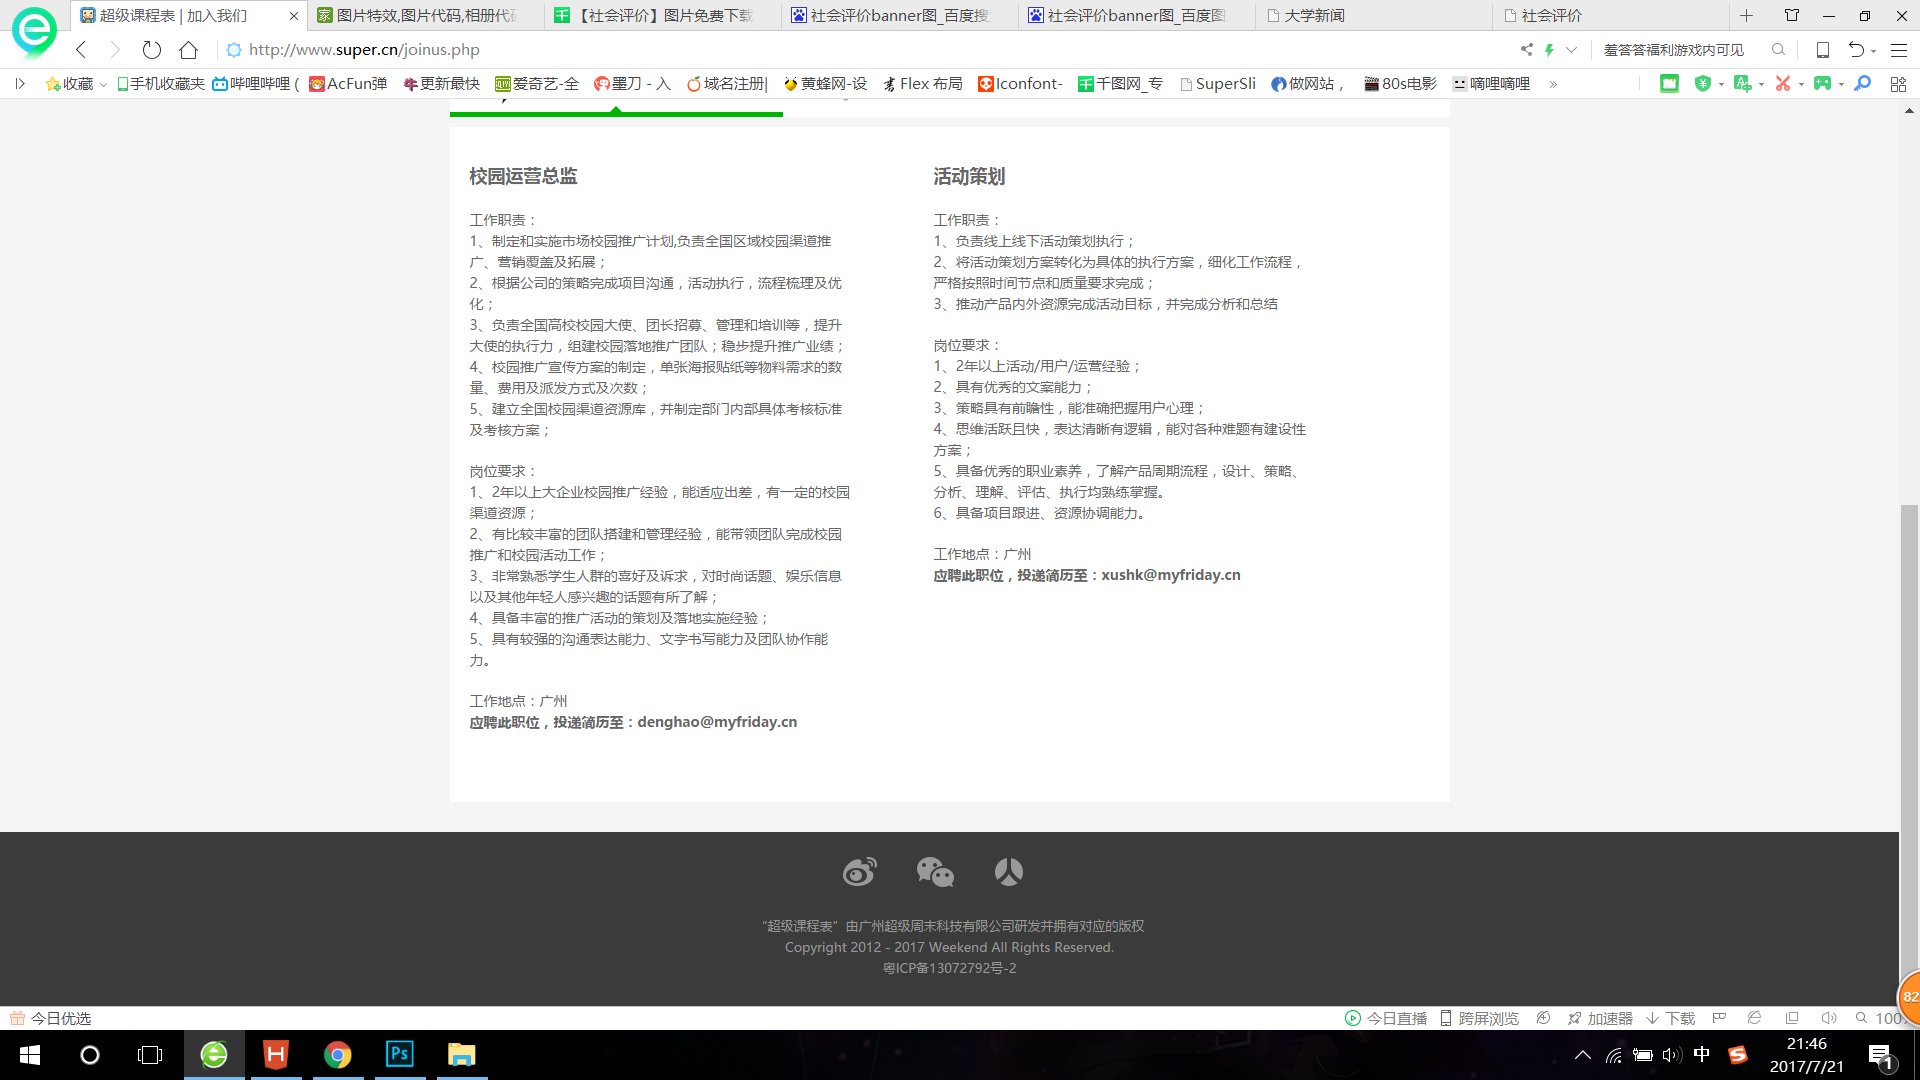 超级课程表 | 加入我们
图片特效,图片代码,相册代
【社会评价】图片免费下载
社会评价banner图_百度搜
社会评价banner图_百度图
大学新闻
社会评价
http://www.super.cn/joinus.php
羞答答福利游戏内可见
收藏
手机收藏夹
哔哩哔哩 (
AcFun弹
更新最快
爱奇艺-全
墨刀 - 入
域名注册|
黄蜂网-设
Flex 布局
Iconfont-
千图网_专
SuperSli
做网站，
80s电影
嘀哩嘀哩
校园运营总监
工作职责：
1、制定和实施市场校园推广计划,负责全国区域校园渠道推
广、营销覆盖及拓展；
2、根据公司的策略完成项目沟通，活动执行，流程梳理及优
化；
3、负责全国高校校园大使、团长招募、管理和培训等，提升
大使的执行力，组建校园落地推广团队；稳步提升推广业绩；
4、校园推广宣传方案的制定，单张海报贴纸等物料需求的数
量、费用及派发方式及次数；
5、建立全国校园渠道资源库，并制定部门内部具体考核标准
及考核方案；
岗位要求：
1、2年以上大企业校园推广经验，能适应出差，有一定的校园
渠道资源；
2、有比较丰富的团队搭建和管理经验，能带领团队完成校园
推广和校园活动工作；
3、非常熟悉学生人群的喜好及诉求，对时尚话题、娱乐信息
以及其他年轻人感兴趣的话题有所了解；
4、具备丰富的推广活动的策划及落地实施经验；
5、具有较强的沟通表达能力、文字书写能力及团队协作能
力。
工作地点：广州
应聘此职位，投递简历至：denghao@myfriday.cn
活动策划
工作职责：
1、负责线上线下活动策划执行；
2、将活动策划方案转化为具体的执行方案，细化工作流程，
严格按照时间节点和质量要求完成；
3、推动产品内外资源完成活动目标，并完成分析和总结
岗位要求：
1、2年以上活动/用户/运营经验；
2、具有优秀的文案能力；
3、策略具有前瞻性，能准确把握用户心理；
4、思维活跃且快，表达清晰有逻辑，能对各种难题有建设性
方案；
5、具备优秀的职业素养，了解产品周期流程，设计、策略、
分析、理解、评估、执行均熟练掌握。
6、具备项目跟进、资源协调能力。
工作地点：广州
应聘此职位，投递简历至：xushk@myfriday.cn
“超级课程表”由广州超级周末科技有限公司研发并拥有对应的版权
Copyright 2012 - 2017 Weekend All Rights Reserved.
粤ICP备13072792号-2
82
今日优选
今日直播
跨屏浏览
加速器
下载
100
中
21:46
2017/7/21
1